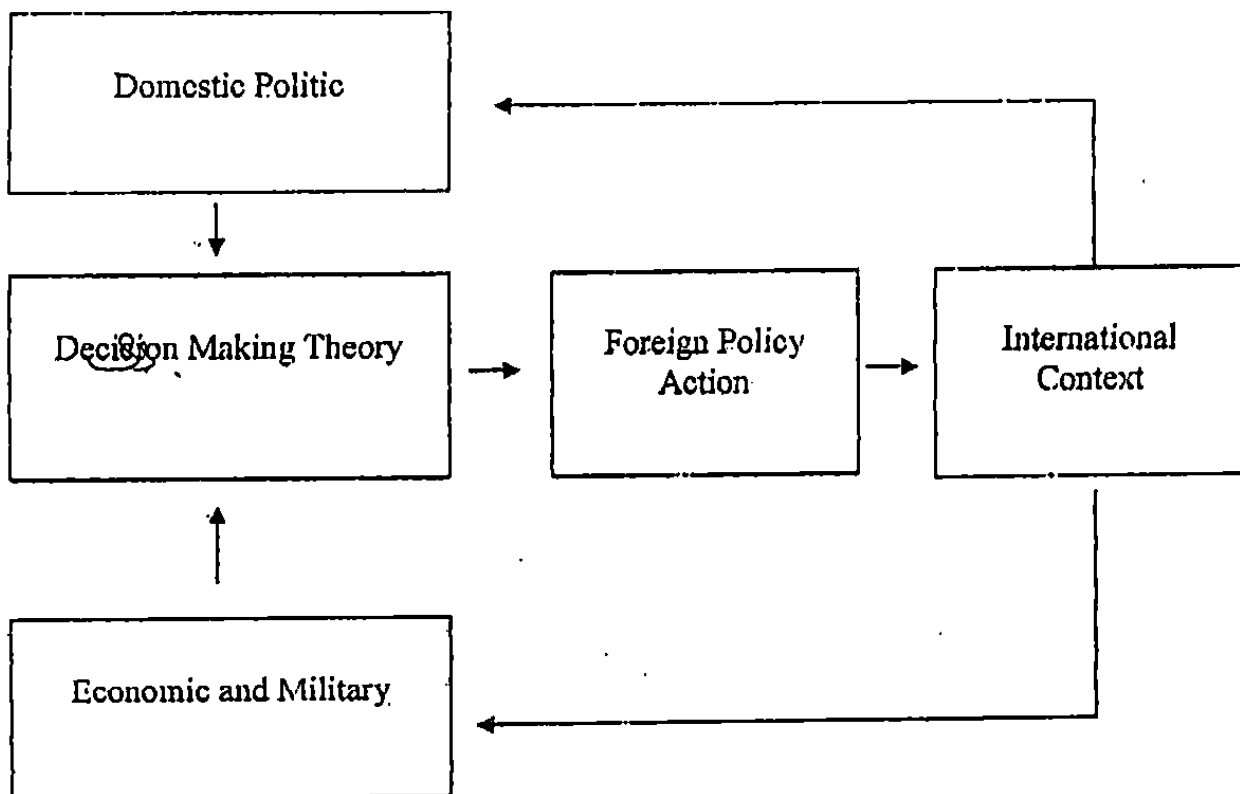 Domestic Politic
Decision Making Theory
Foreign Policy
Action
International
Context
Economic and Military